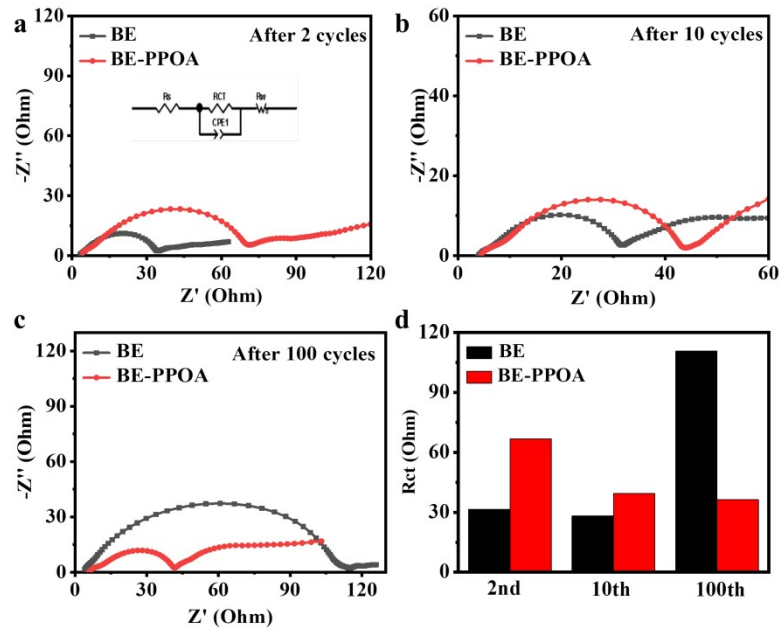 a
BE
BE-PPOA
After 2 cycles
Rs
RCT
Rw
CPE1
-Z'' (Ohm)
120
90
60
30
0
0 30 60 90 120
Z' (Ohm)
b
BE
BE-PPOA
After 10 cycles
-Z'' (Ohm)
60
40
20
0
0 20 40 60
Z' (Ohm)
c
BE
BE-PPOA
After 100 cycles
-Z'' (Ohm)
120
90
60
30
0
0 30 60 90 120
Z' (Ohm)
d
BE
BE-PPOA
Rct (Ohm)
120
90
60
30
0
2nd 10th 100th